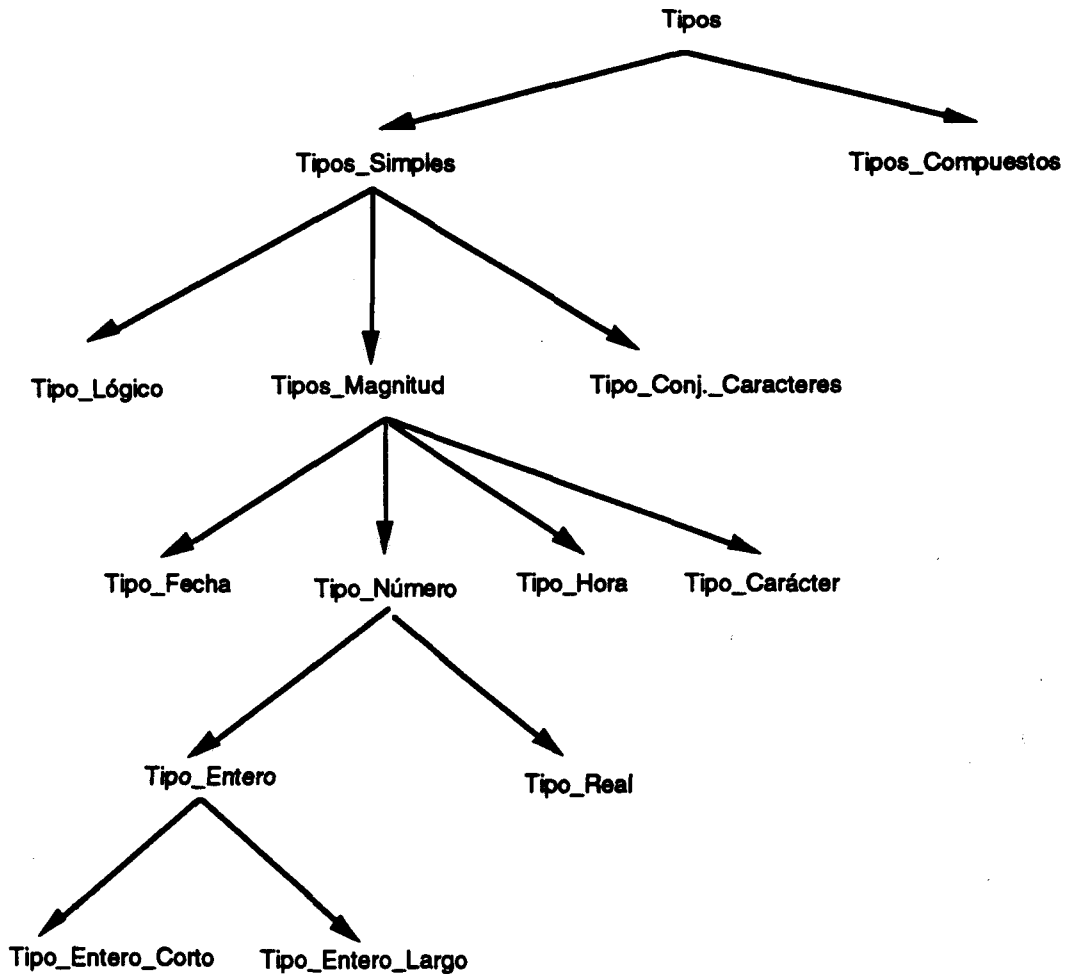 Tipos
Tipos_Simples
Tipos_Compuestos
Tipo_Lógico
Tipos_Magnitud
Tipo_Conj._Caracteres
Tipo_Fecha
Tipo_Número
Tipo_Hora
Tipo_Carácter
Tipo_Entero
Tipo_Real
Tipo_Entero_Corto
Tipo_Entero_Largo